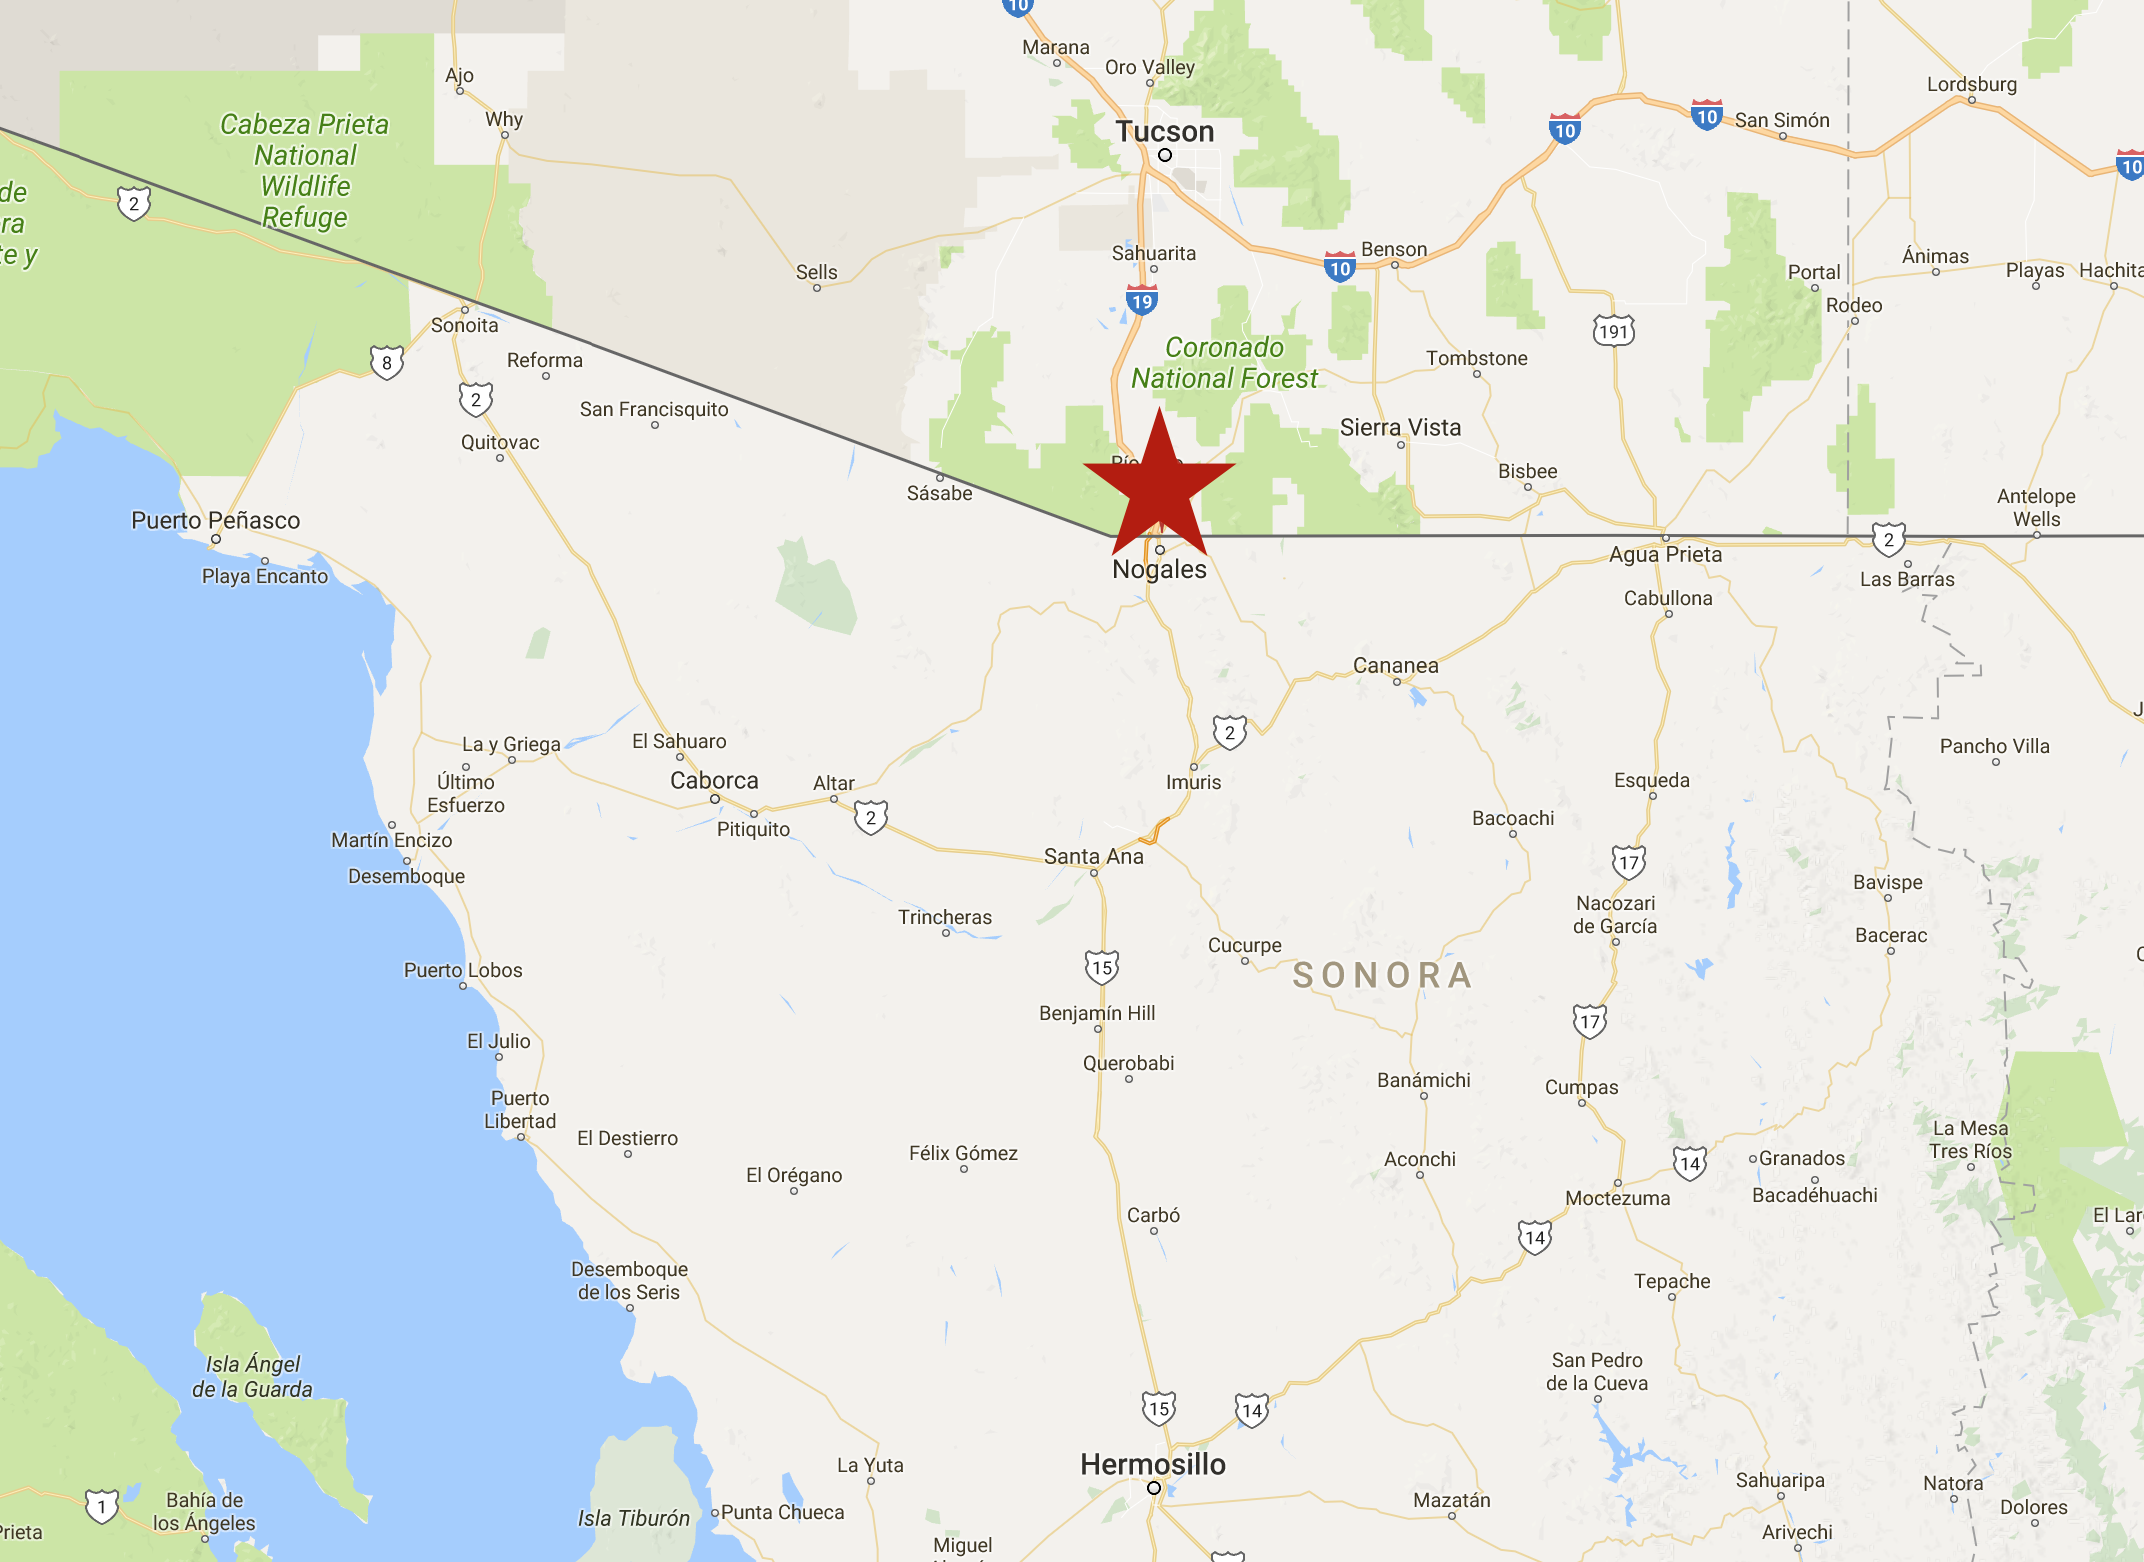 10
Marana
Oro Valley
Ajo
Lordsburg
Why
10
10
San Simón
Cabeza Prieta
National
Wildlife
Refuge
Tucson
10
de
2
Sahuarita
Benson
10
Ánimas
Sells
Portal
Playas
Hachita
19
Rodeo
Sonoita
191
Coronado
National Forest
8
Reforma
Tombstone
2
San Francisquito
Sierra Vista
Quitovac
Bisbee
Sásabe
Antelope
Wells
Puerto Peñasco
2
Agua Prieta
Nogales
Playa Encanto
Las Barras
Cabullona
Cananea
2
La y Griega
El Sahuaro
Pancho Villa
Último
Esfuerzo
Caborca
Altar
Imuris
Esqueda
2
Pitiquito
Bacoachi
Martín Encizo
Santa Ana
17
Desemboque
Bavispe
Nacozari
de García
Trincheras
Cucurpe
Bacerac
Puerto Lobos
15
SONORA
Benjamín Hill
17
El Julio
Querobabi
Banámichi
Cumpas
Puerto
Libertad
El Destierro
La Mesa
Tres Ríos
Félix Gómez
Aconchi
14
Granados
El Orégano
Moctezuma
Bacadéhuachi
Carbó
14
Desemboque
de los Seris
Tepache
Isla Ángel
de la Guarda
San Pedro
de la Cueva
15
14
La Yuta
Hermosillo
Sahuaripa
Natora
1
Bahía de
los Ángeles
Isla Tiburón
Punta Chueca
Mazatán
Dolores
Arivechi
Miguel